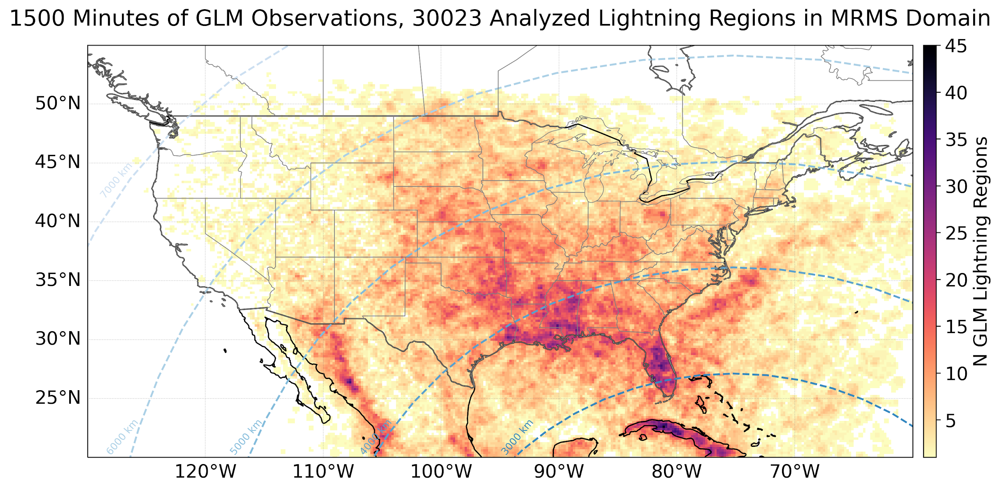 1500 Minutes of GLM Observations, 30023 Analyzed Lightning Regions in MRMS Domain
50°N
45°N
40°N
35°N
30°N
25°N
120°W
110°W
100°W
90°W
80°W
70°W
7000 km
6000 km
5000 km
4000 km
3000 km
45
40
35
30
25
20
15
10
5
N GLM Lightning Regions